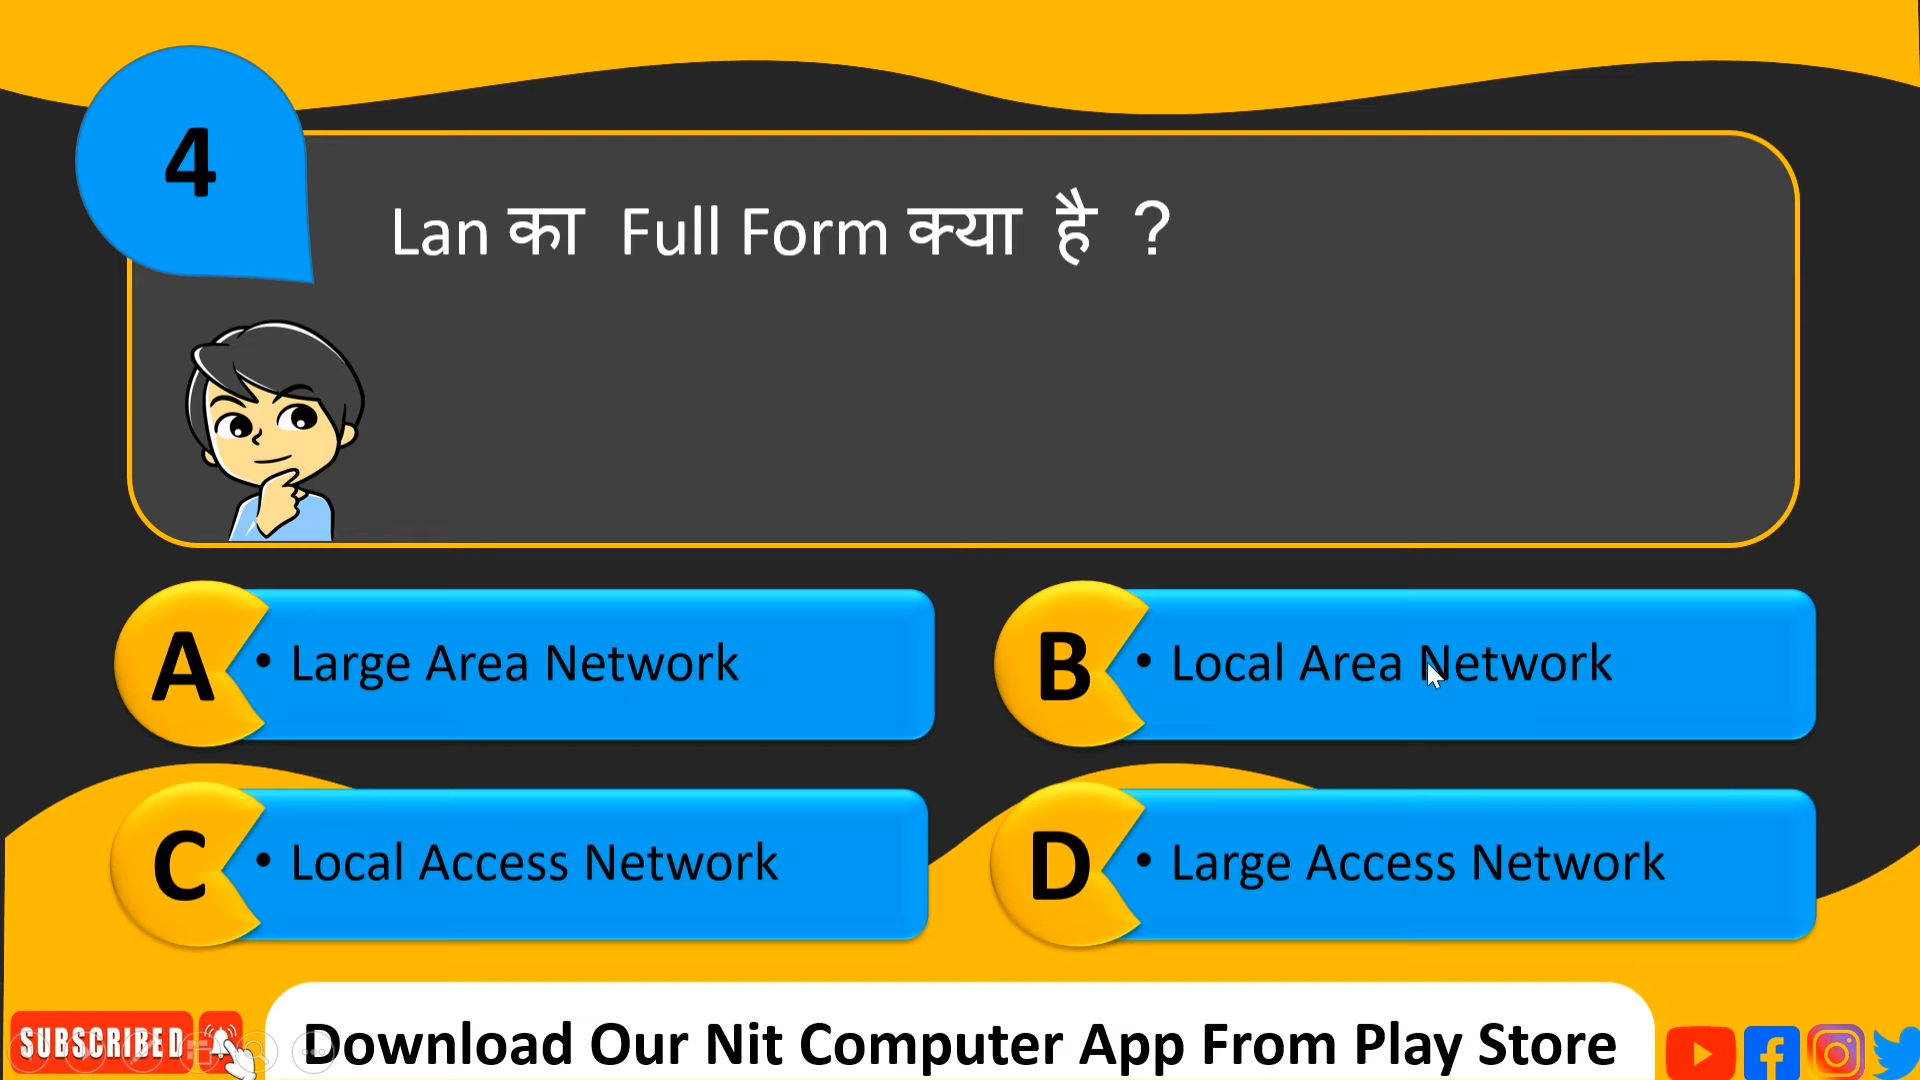 4
Lan का Full Form क्या है ?
A • Large Area Network
B • Local Area Network
C • Local Access Network
D • Large Access Network
SUBSCRIBED
Download Our Nit Computer App From Play Store